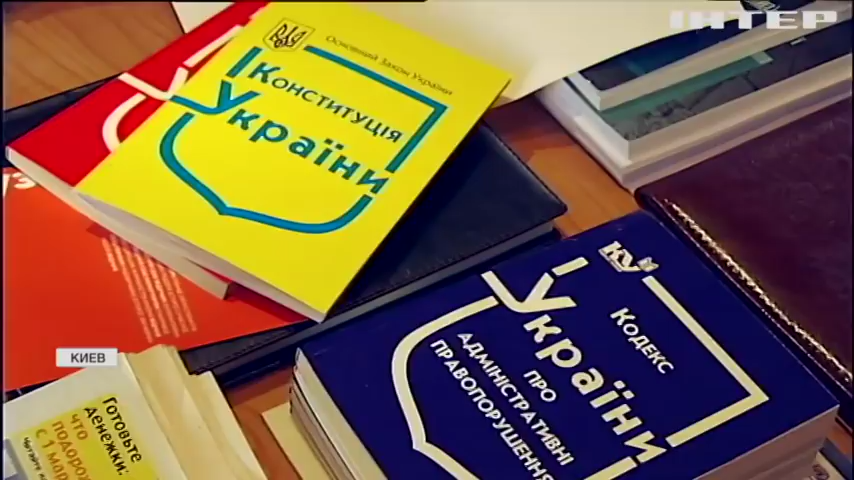 ІНТЕР
Основний Закон України
Конституція
України
КИЕВ
Кодекс
України
про
адміністративні
правопорушення
Готовьте
денежки:
что
подорож
с 1 мар